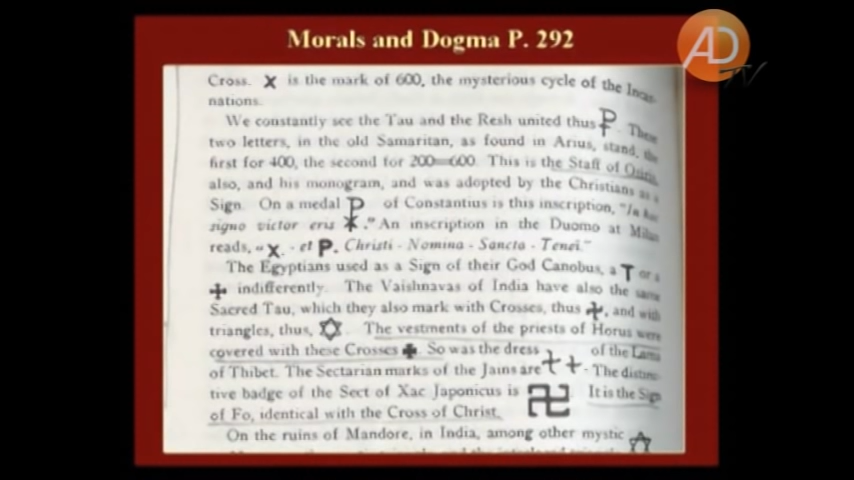 Morals and Dogma P. 292
AD
TV
Cross. X is the mark of 600, the mysterious cycle of the Incar-
nations.
We constantly see the Tau and the Resh united thus ⳨. These
two letters, in the old Samaritan, as found in Arius, stand, the
first for 400, the second for 200=600. This is the Staff of Osiris,
also, and his monogram, and was adopted by the Christians as a
Sign. On a medal of Constantius is this inscription, "In hoc
signo victor eris ." An inscription in the Duomo at Milan
reads, "X. - et P. Christi - Nomina - Sancta - Tenei."
The Egyptians used as a Sign of their God Canobus, a T or a
✠ indifferently. The Vaishnavas of India have also the same
Sacred Tau, which they also mark with Crosses, thus , and with
triangles, thus, ✡. The vestments of the priests of Horus were
covered with these Crosses ✠. So was the dress of the Lama
of Thibet. The Sectarian marks of the Jains are - The distinc-
tive badge of the Sect of Xac Japonicus is 卍 It is the Sign
of Fo, identical with the Cross of Christ.
On the ruins of Mandore, in India, among other mystic